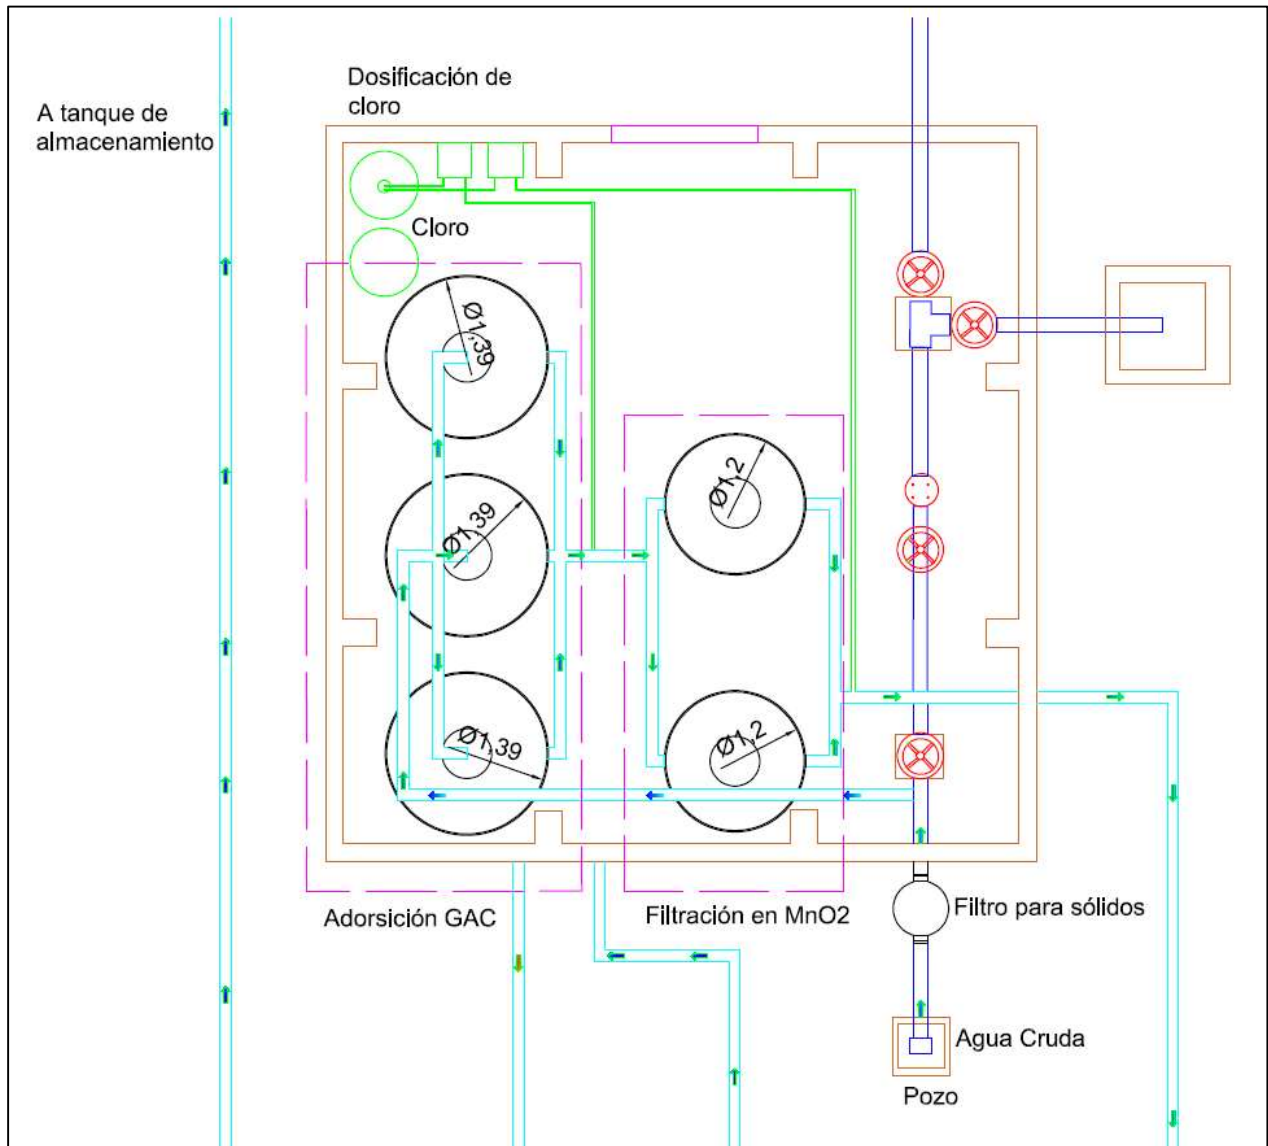 Dosificación de
cloro
A tanque de
almacenamiento
Cloro
Ø1,39
Ø1,39
Ø1,2
Ø1,39
Ø1,2
Adorsición GAC
Filtración en MnO2
Filtro para sólidos
Agua Cruda
Pozo